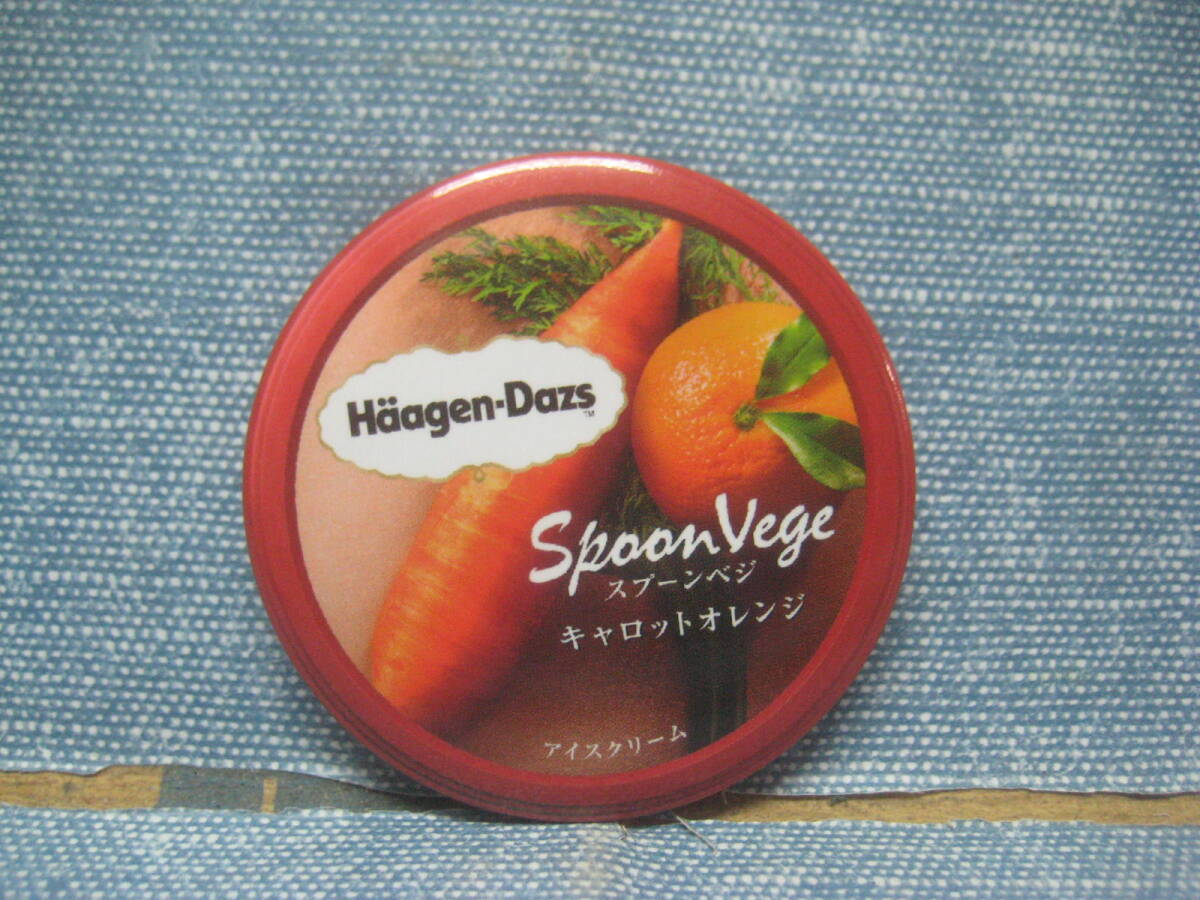 Häagen-Dazs™
SpoonVege
スプーンベジ
キャロットオレンジ
アイスクリーム